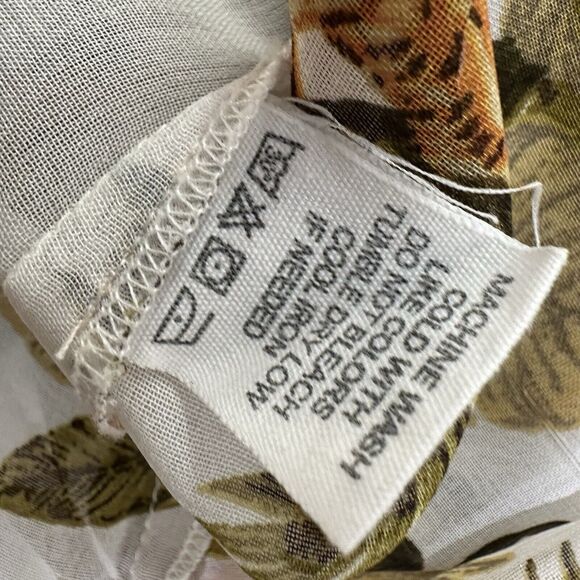 MACHINE WASH
COLD WITH
LIKE COLORS
DO NOT BLEACH
TUMBLE DRY LOW
COOL IRON
IF NEEDED